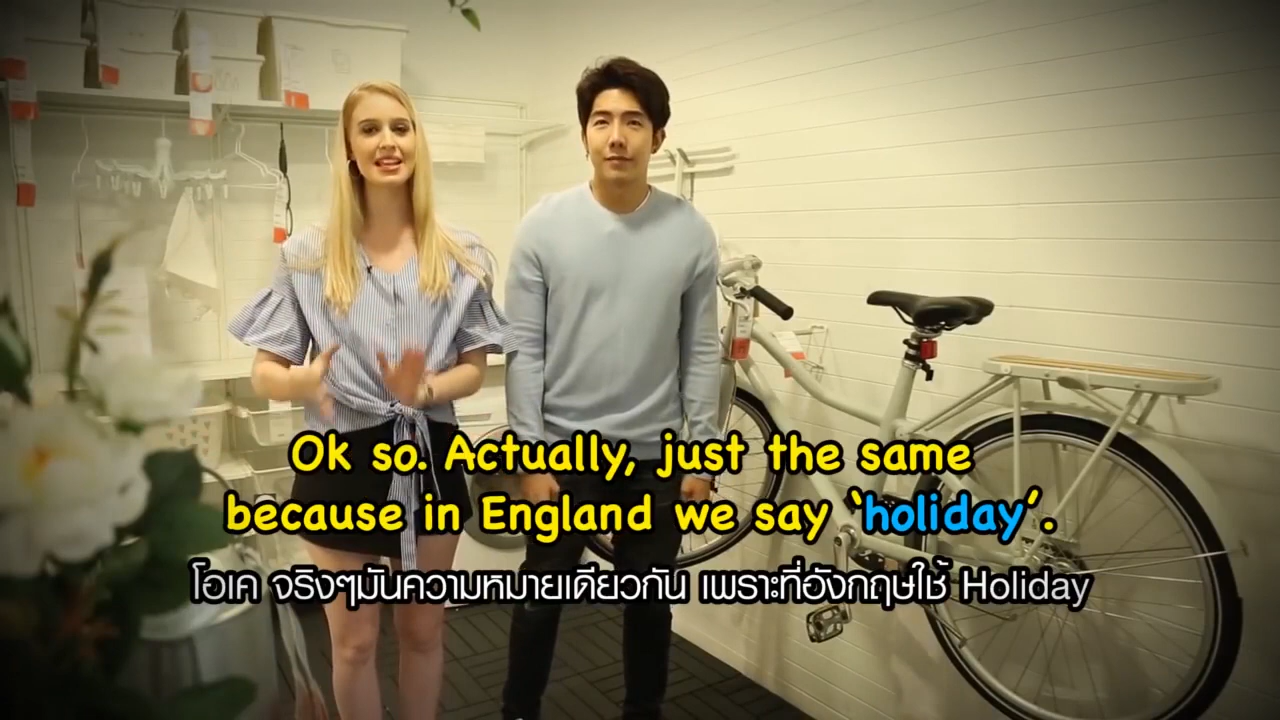 Ok so. Actually, just the same
because in England we say ‘holiday’.
โอเค จริงๆมันความหมายเดียวกัน เพราะที่อังกฤษใช้ Holiday